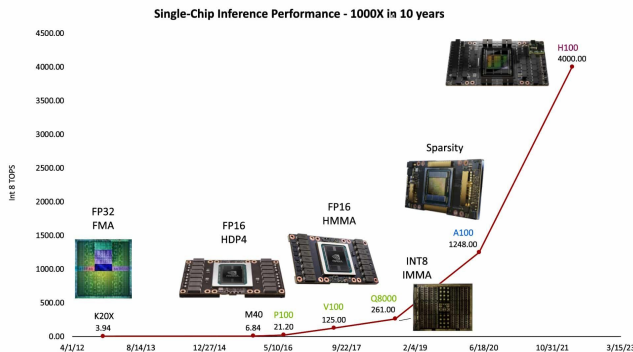 Single-Chip Inference Performance - 1000X in 10 years
4500.00
4000.00
3500.00
3000.00
2500.00
2000.00
1500.00
1000.00
500.00
0.00
Int 8 TOPS
4/1/12
8/14/13
12/27/14
5/10/16
9/22/17
2/4/19
6/18/20
10/31/21
3/15/23
FP32
FMA
K20X
3.94
FP16
HDP4
M40
6.84
P100
21.20
FP16
HMMA
V100
125.00
Q8000
261.00
INT8
IMMA
Sparsity
A100
1248.00
H100
4000.00